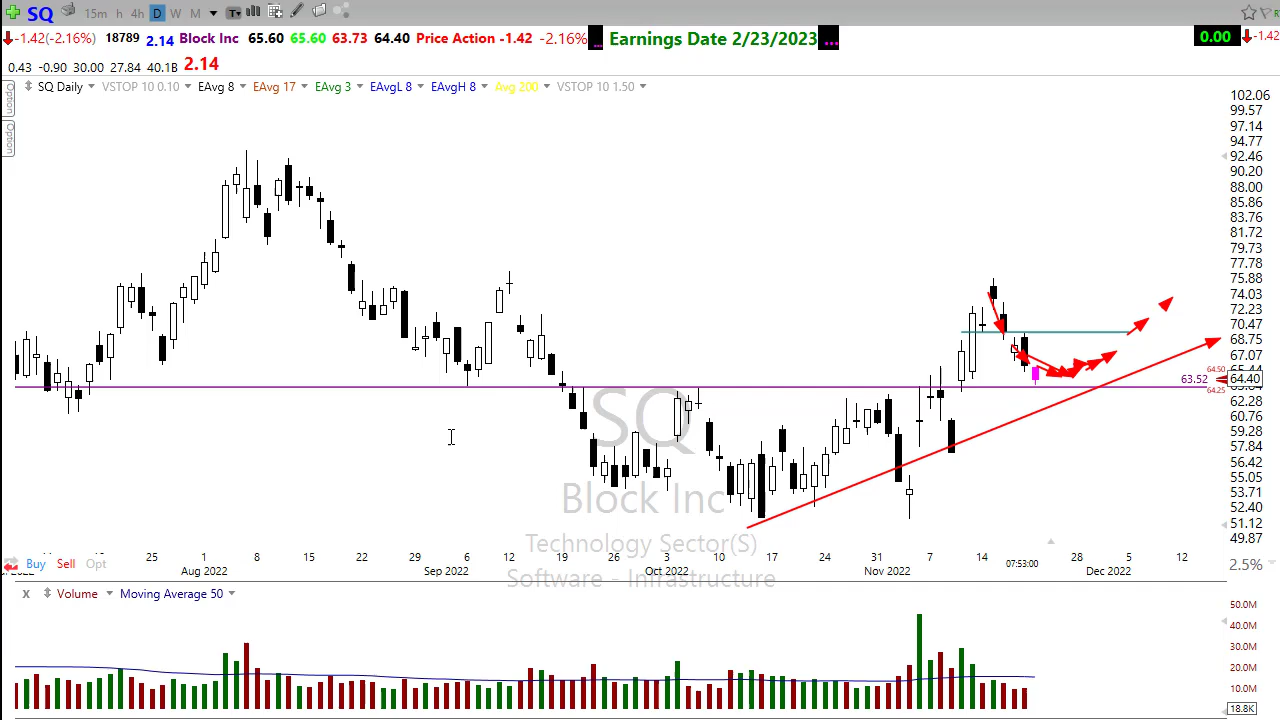 SQ 15m h 4h D W M T
-1.42(-2.16%) 18789 2.14 Block Inc 65.60 65.60 63.73 64.40 Price Action -1.42 -2.16% ... Earnings Date 2/23/2023 ... 0.00 -1.42
0.43 -0.90 30.00 27.84 40.1B 2.14
SQ Daily VSTOP 10 0.10 EAvg 8 EAvg 17 EAvg 3 EAvgL 8 EAvgH 8 Avg 200 VSTOP 10 1.50
Option
Option
102.06
99.57
97.14
94.77
92.46
90.20
88.00
85.86
83.76
81.72
79.73
77.78
75.88
74.03
72.23
70.47
68.75
67.07
64.50
63.52 64.40
64.25
62.28
60.76
59.28
57.84
56.42
55.05
53.71
52.40
51.12
49.87
SQ
Block Inc
Technology Sector(S)
Software - Infrastructure
25 1 8 15 22 29 6 12 19 26 3 10 17 24 31 7 14 28 5 12
Buy Sell Opt
07:53:00
2.5%
Aug 2022 Sep 2022 Oct 2022 Nov 2022 Dec 2022
x Volume Moving Average 50
50.0M
40.0M
30.0M
20.0M
10.0M
18.8K